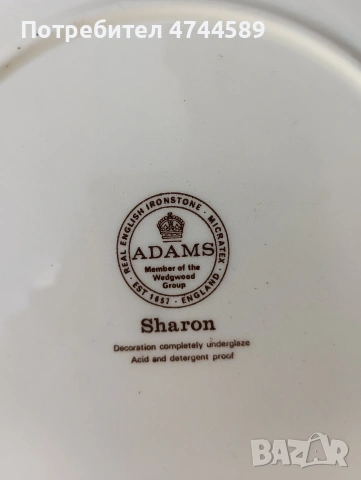 Потребител 4744589
REAL ENGLISH IRONSTONE · MICRATEX
ADAMS
Member of the
Wedgwood
Group
· EST 1657 · ENGLAND ·
Sharon
Decoration completely underglaze
Acid and detergent proof
BAZAR